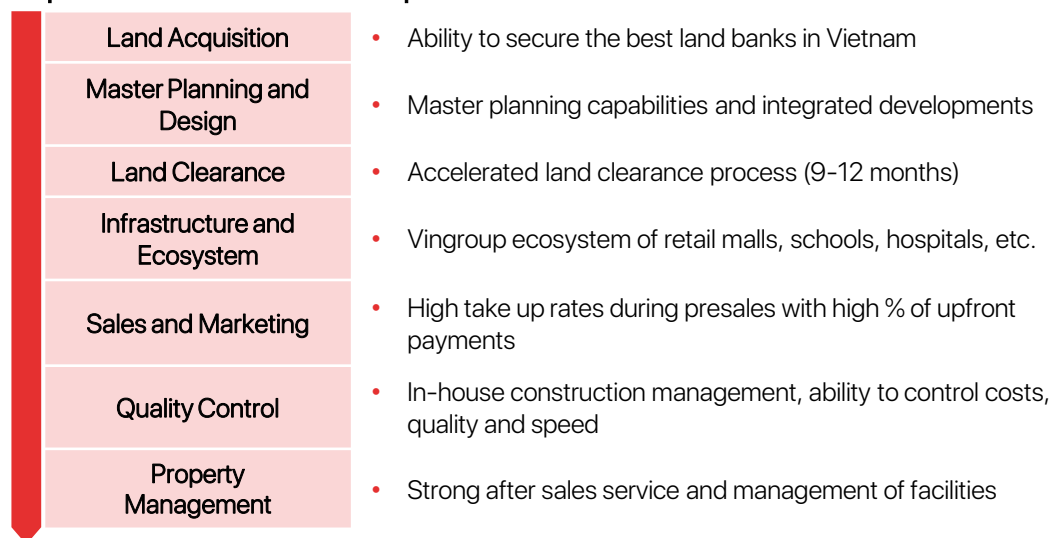 Land Acquisition
• Ability to secure the best land banks in Vietnam
Master Planning and
Design
• Master planning capabilities and integrated developments
Land Clearance
• Accelerated land clearance process (9-12 months)
Infrastructure and
Ecosystem
• Vingroup ecosystem of retail malls, schools, hospitals, etc.
Sales and Marketing
• High take up rates during presales with high % of upfront
payments
Quality Control
• In-house construction management, ability to control costs,
quality and speed
Property
Management
• Strong after sales service and management of facilities